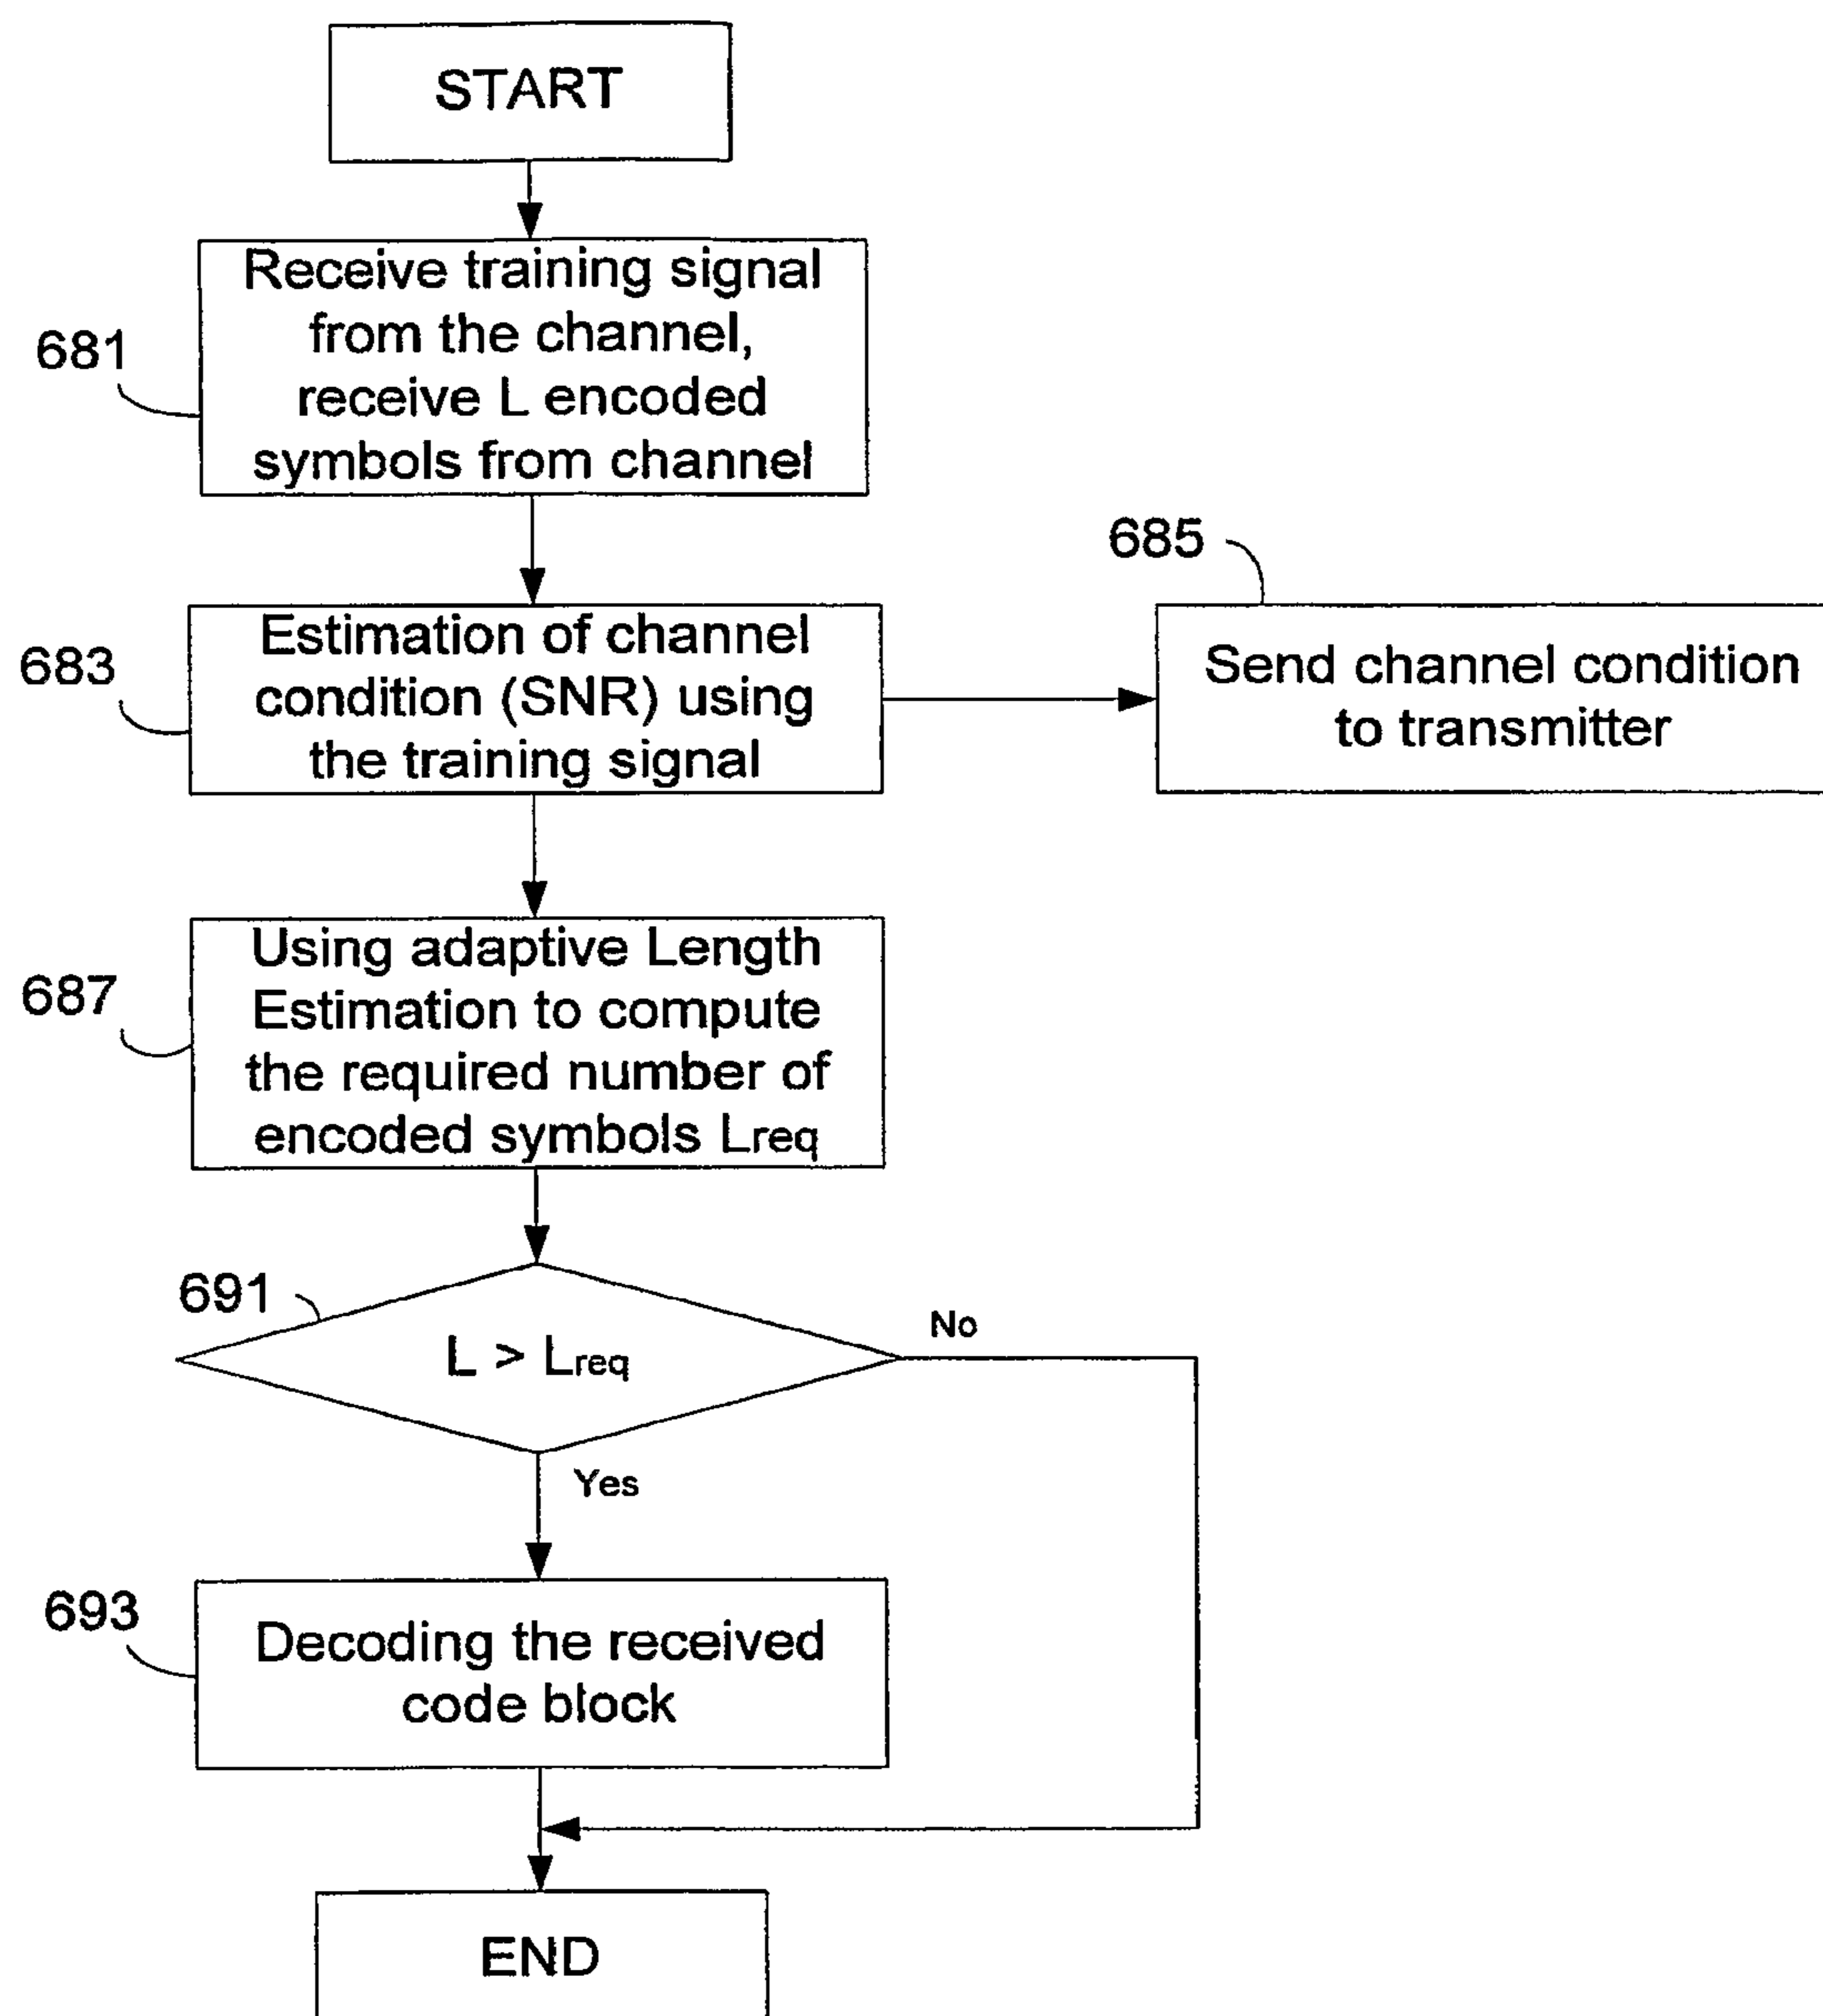 START
Receive training signal
from the channel,
receive L encoded
symbols from channel
681
685
Estimation of channel
condition (SNR) using
the training signal
683
Send channel condition
to transmitter
Using adaptive Length
Estimation to compute
the required number of
encoded symbols Lreq
687
691
L > Lreq
No
Yes
693
Decoding the received
code block
END